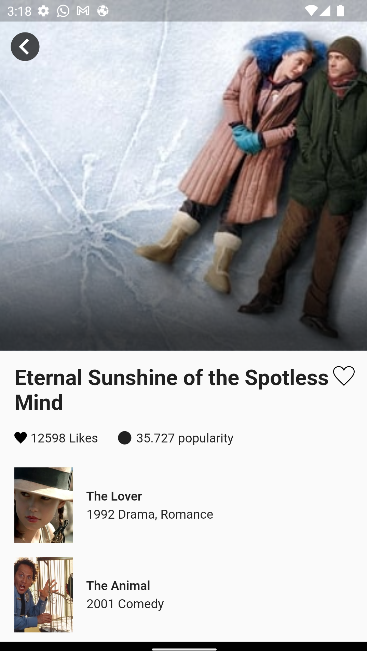 3:18
Eternal Sunshine of the Spotless
Mind
12598 Likes
35.727 popularity
The Lover
1992 Drama, Romance
The Animal
2001 Comedy